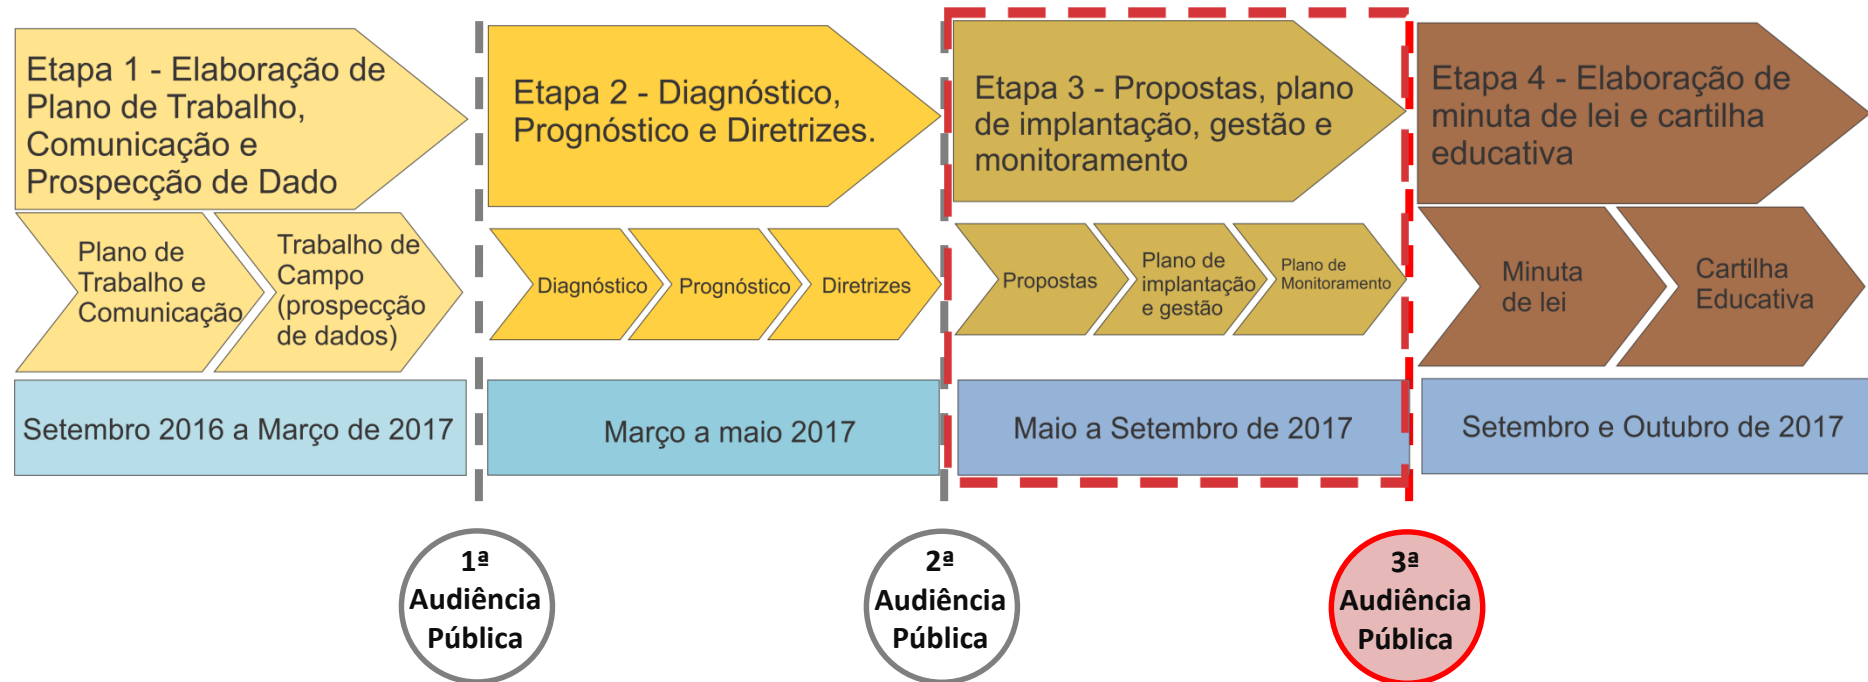 Etapa 1 - Elaboração de
Plano de Trabalho,
Comunicação e
Prospecção de Dado
Etapa 2 - Diagnóstico,
Prognóstico e Diretrizes.
Etapa 3 - Propostas, plano
de implantação, gestão e
monitoramento
Etapa 4 - Elaboração de
minuta de lei e cartilha
educativa
Plano de
Trabalho e
Comunicação
Trabalho de
Campo
(prospecção
de dados)
Diagnóstico
Prognóstico
Diretrizes
Propostas
Plano de
implantação
e gestão
Plano de
Monitoramento
Minuta
de lei
Cartilha
Educativa
Setembro 2016 a Março de 2017
Março a maio 2017
Maio a Setembro de 2017
Setembro e Outubro de 2017
1ª
Audiência
Pública
2ª
Audiência
Pública
3ª
Audiência
Pública